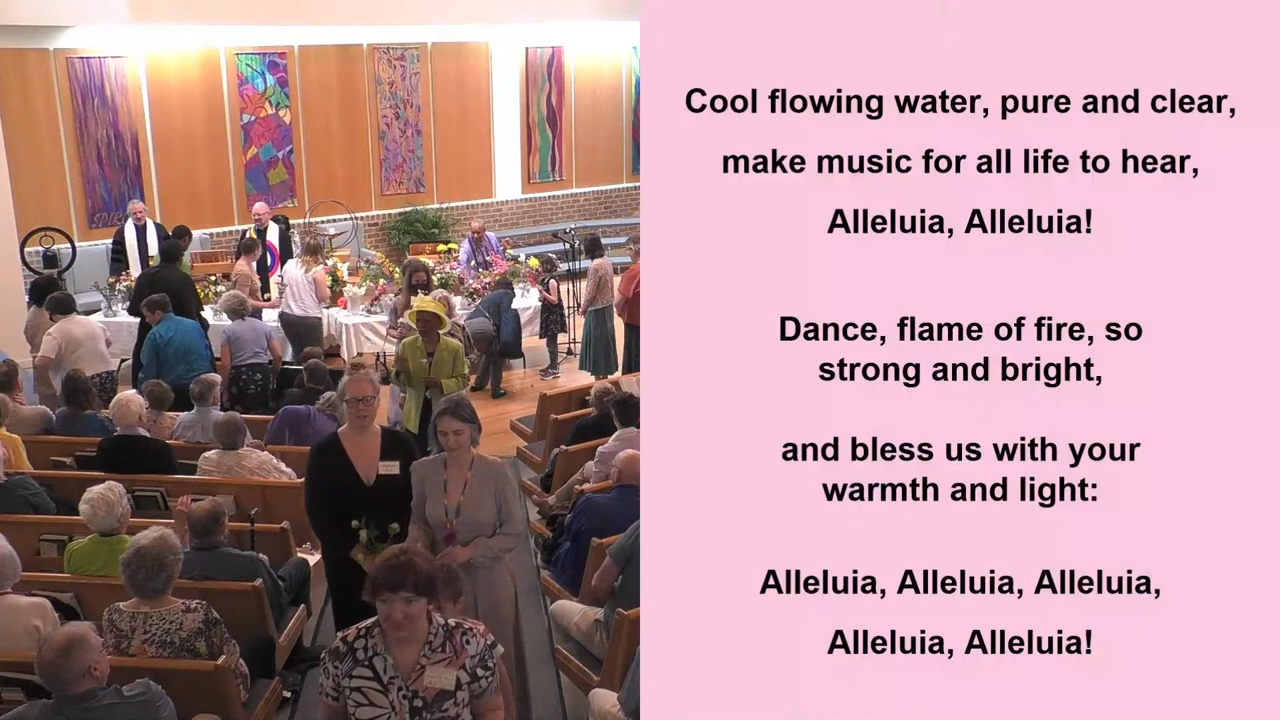 SPIRIT
Cool flowing water, pure and clear,
make music for all life to hear,
Alleluia, Alleluia!
Dance, flame of fire, so
strong and bright,
and bless us with your
warmth and light:
Alleluia, Alleluia, Alleluia,
Alleluia, Alleluia!